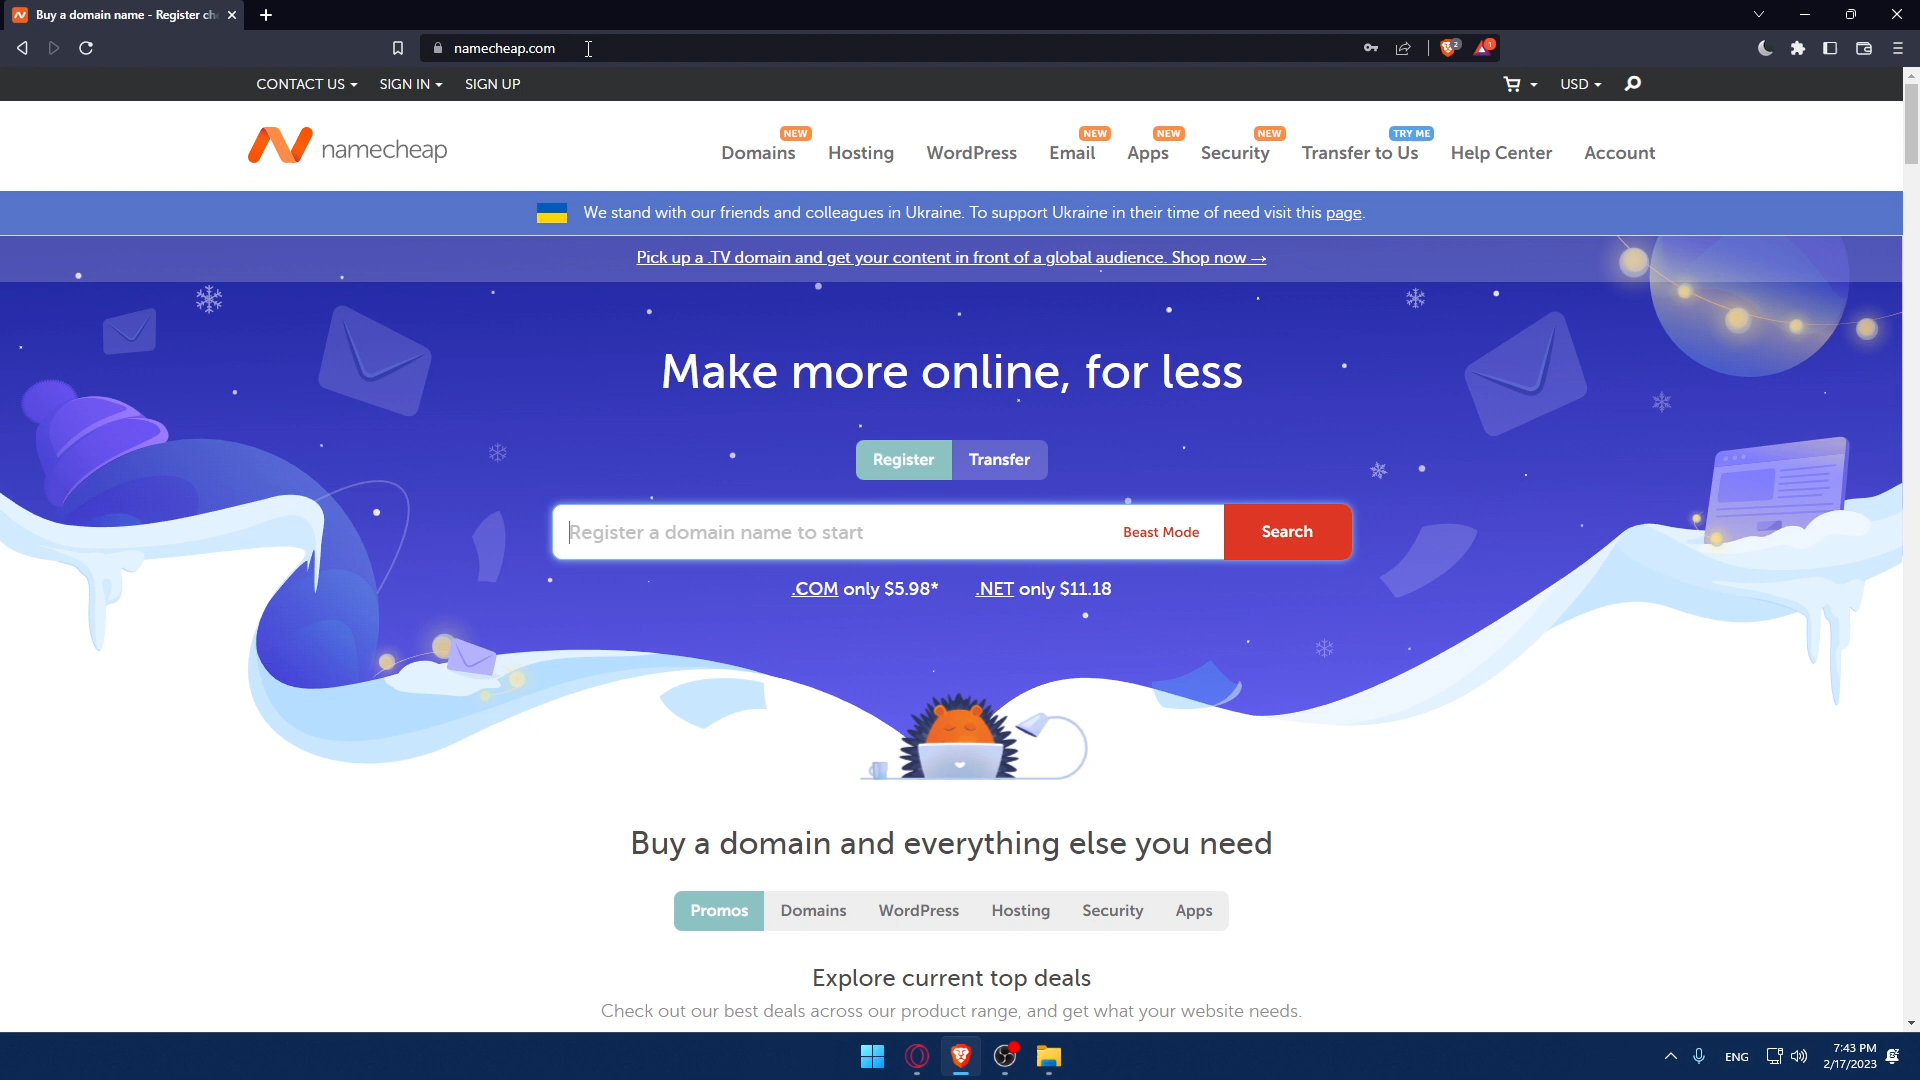 Buy a domain name - Register ch
namecheap.com
2
1
CONTACT US
SIGN IN
SIGN UP
USD
namecheap
NEW
NEW
NEW
NEW
TRY ME
Domains
Hosting
WordPress
Email
Apps
Security
Transfer to Us
Help Center
Account
We stand with our friends and colleagues in Ukraine. To support Ukraine in their time of need visit this page.
Pick up a .TV domain and get your content in front of a global audience. Shop now →
Make more online, for less
Register
Transfer
Register a domain name to start
Beast Mode
Search
.COM only $5.98*
.NET only $11.18
Buy a domain and everything else you need
Promos
Domains
WordPress
Hosting
Security
Apps
Explore current top deals
Check out our best deals across our product range, and get what your website needs.
ENG
7:43 PM
2/17/2023